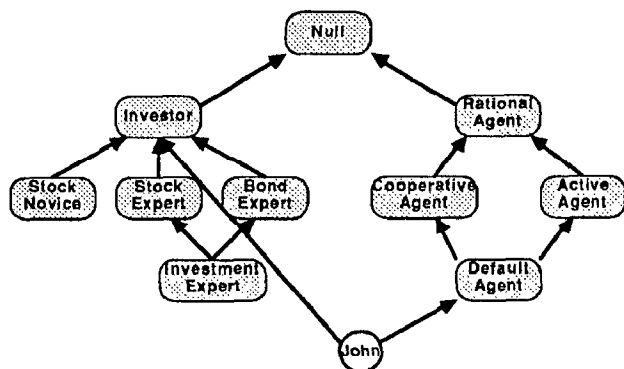 Null
Investor
Rational
Agent
Stock
Novice
Stock
Expert
Bond
Expert
Cooperative
Agent
Active
Agent
Investment
Expert
Default
Agent
John